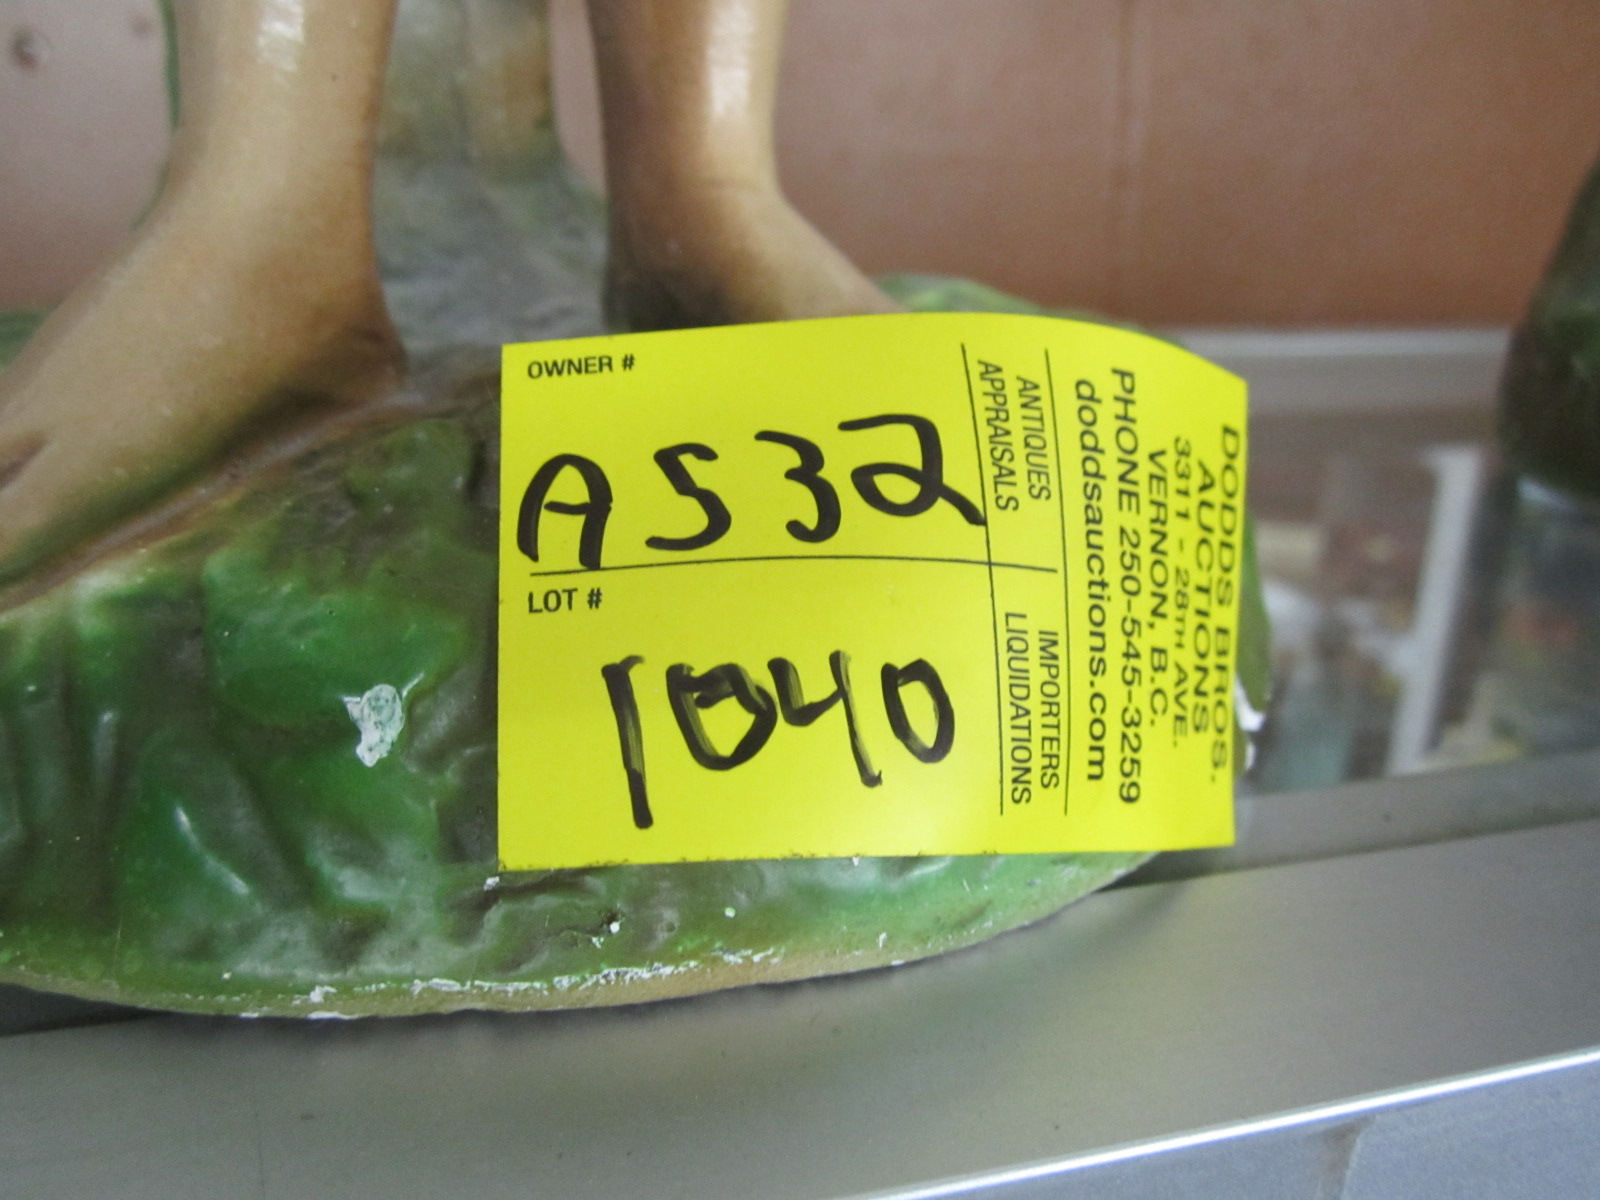 OWNER #
A532
LOT #
1040
ANTIQUES
APPRAISALS
IMPORTERS
LIQUIDATIONS
DODDS BROS.
AUCTIONS
3311 - 28TH AVE.
VERNON, B.C.
PHONE 250-545-3259
doddsauctions.com